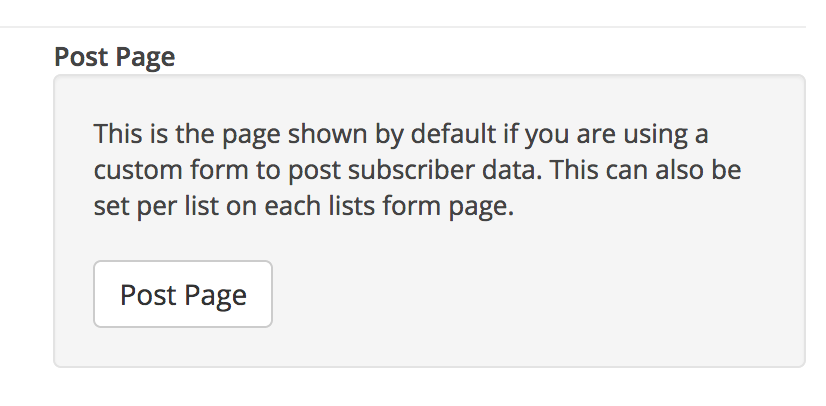 Post Page
This is the page shown by default if you are using a
custom form to post subscriber data. This can also be
set per list on each lists form page.
Post Page